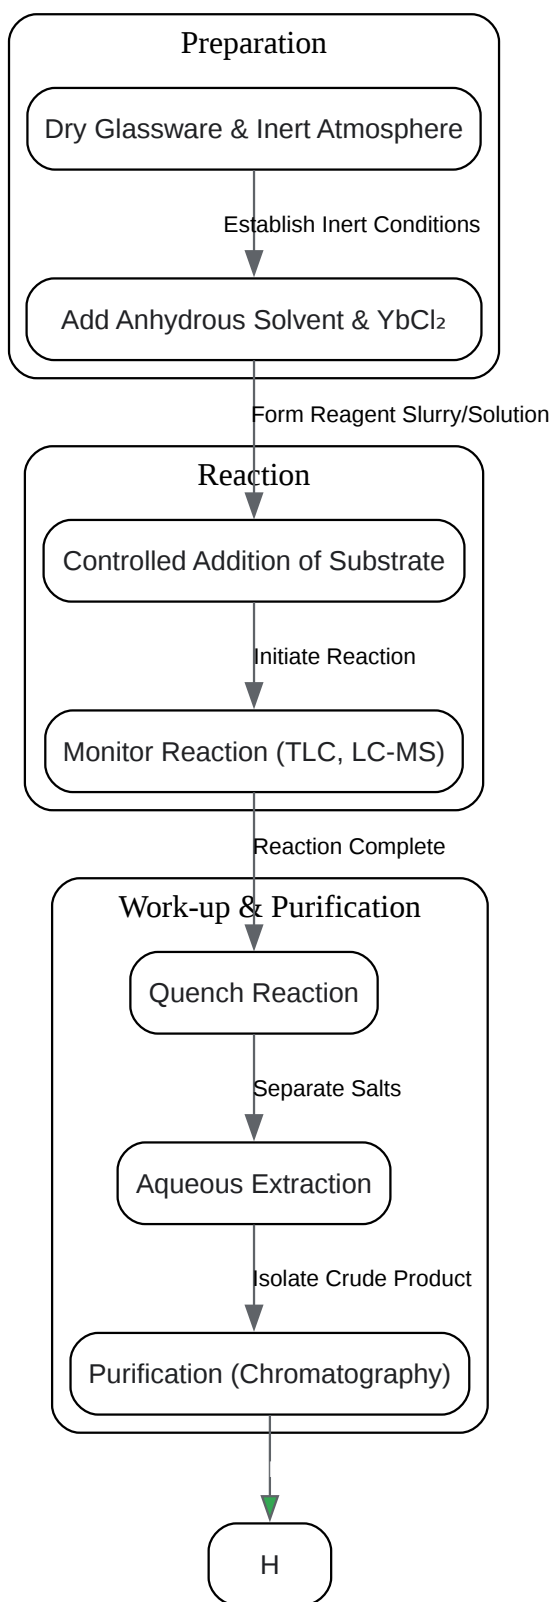 Preparation
Dry Glassware & Inert Atmosphere
Establish Inert Conditions
Add Anhydrous Solvent & YbCl₂
Form Reagent Slurry/Solution
Reaction
Controlled Addition of Substrate
Initiate Reaction
Monitor Reaction (TLC, LC-MS)
Reaction Complete
Work-up & Purification
Quench Reaction
Separate Salts
Aqueous Extraction
Isolate Crude Product
Purification (Chromatography)
H